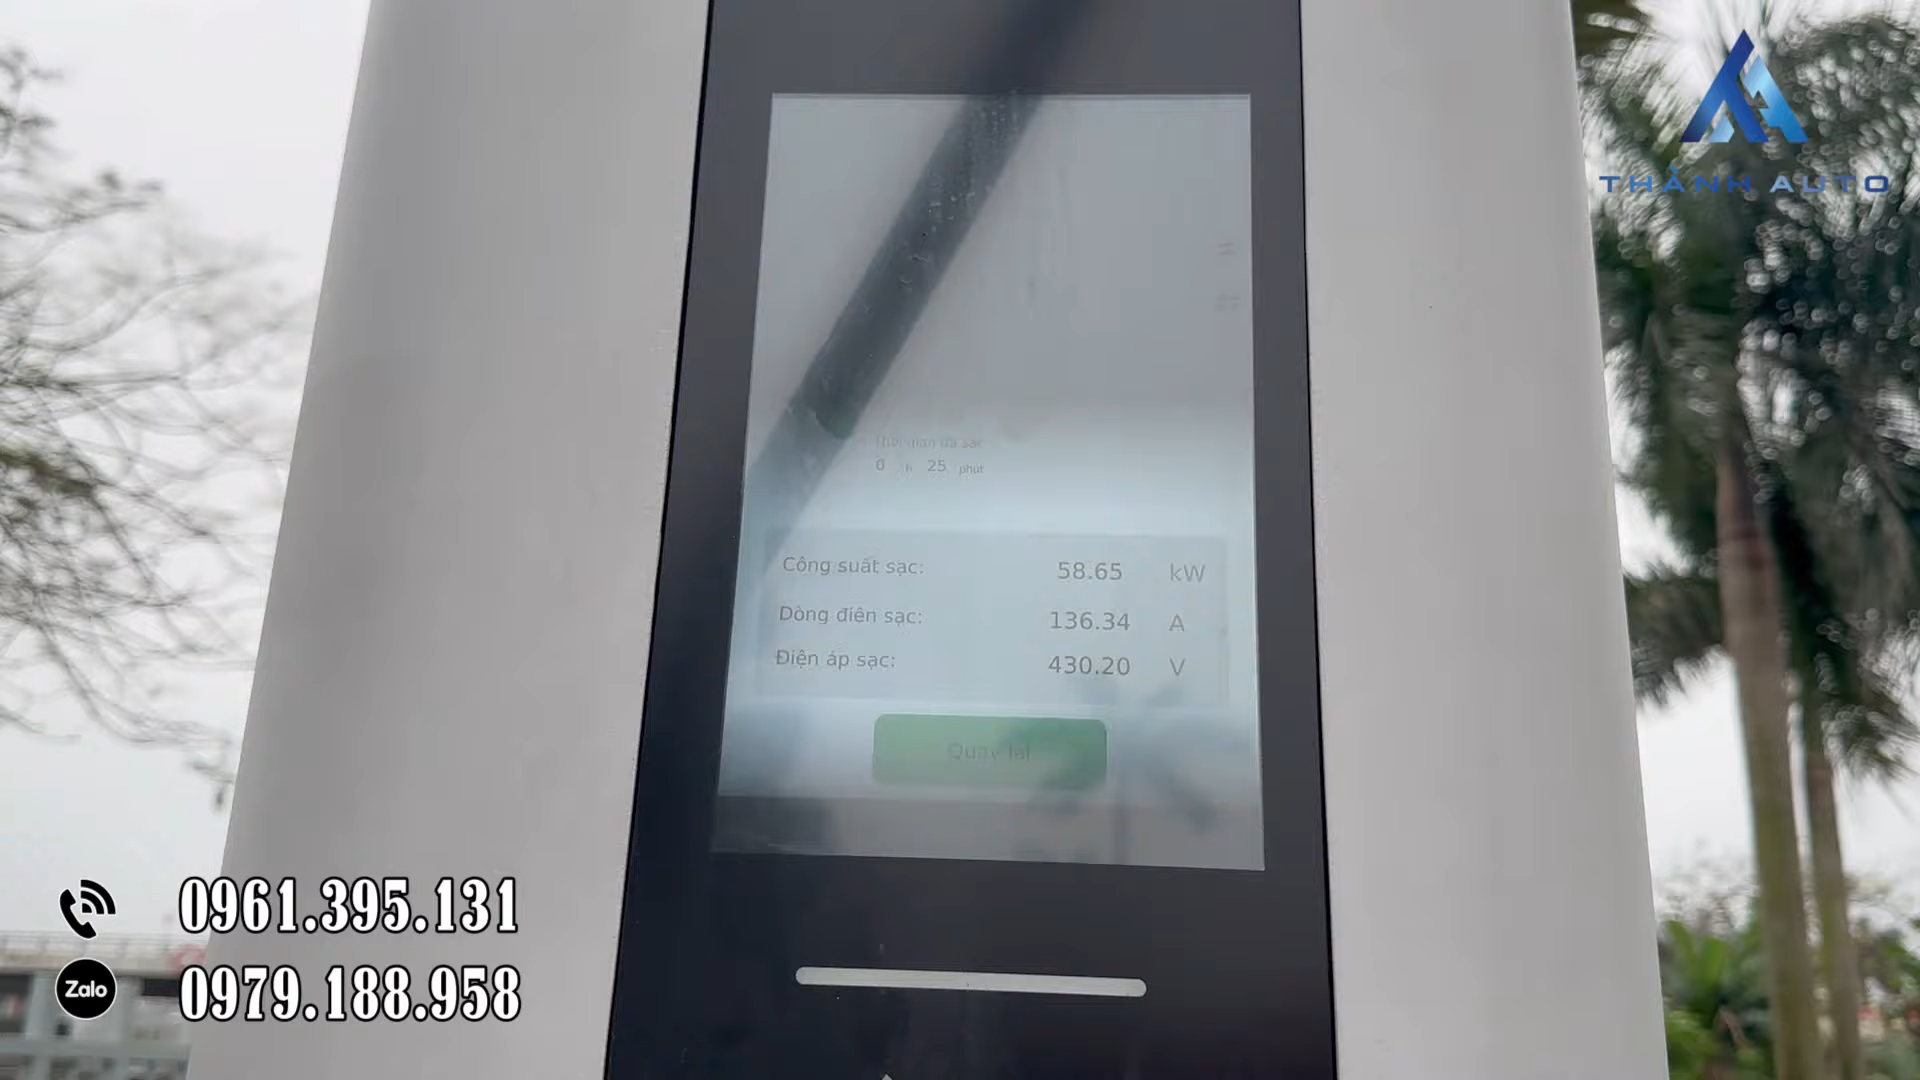 THÀNH AUTO
Thời gian đã sạc
0 h 25 phút
Công suất sạc: 58.65 kW
Dòng điện sạc: 136.34 A
Điện áp sạc: 430.20 V
Quay lại
0961.395.131
Zalo 0979.188.958